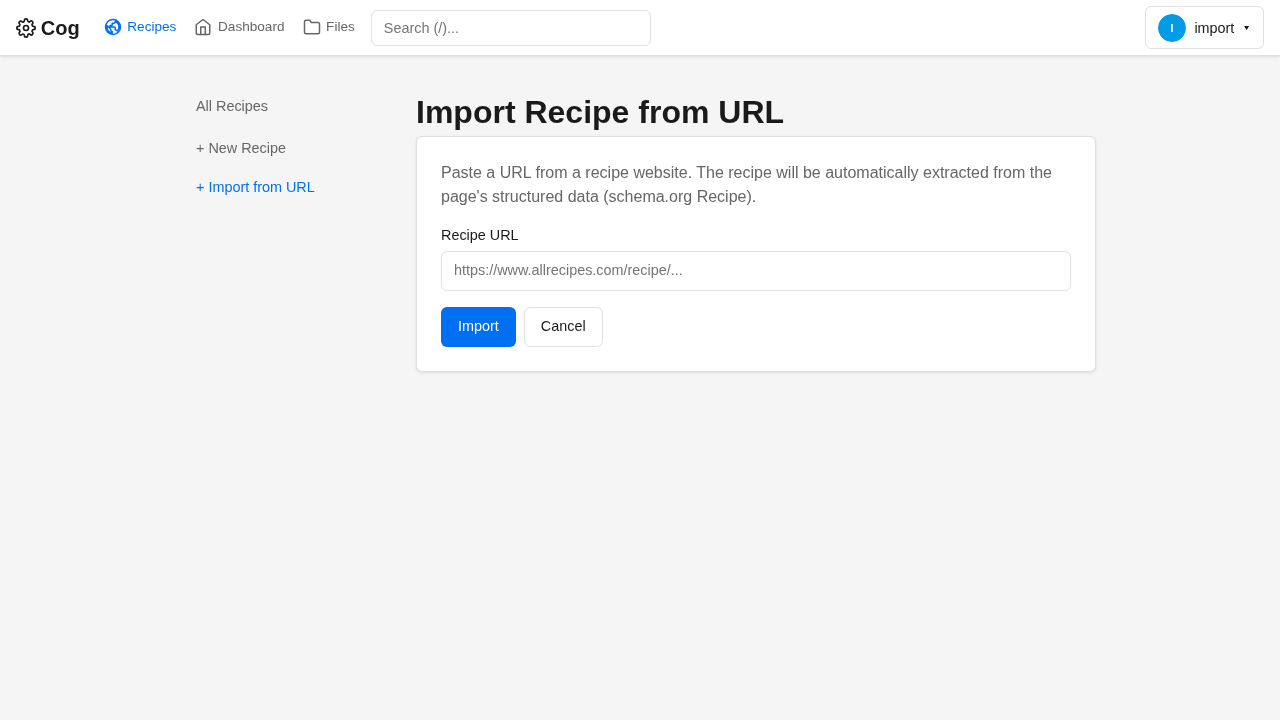 Cog
Recipes
Dashboard
Files
Search (/)...
I
import
All Recipes
+ New Recipe
+ Import from URL
Import Recipe from URL
Paste a URL from a recipe website. The recipe will be automatically extracted from the
page's structured data (schema.org Recipe).
Recipe URL
https://www.allrecipes.com/recipe/...
Import
Cancel